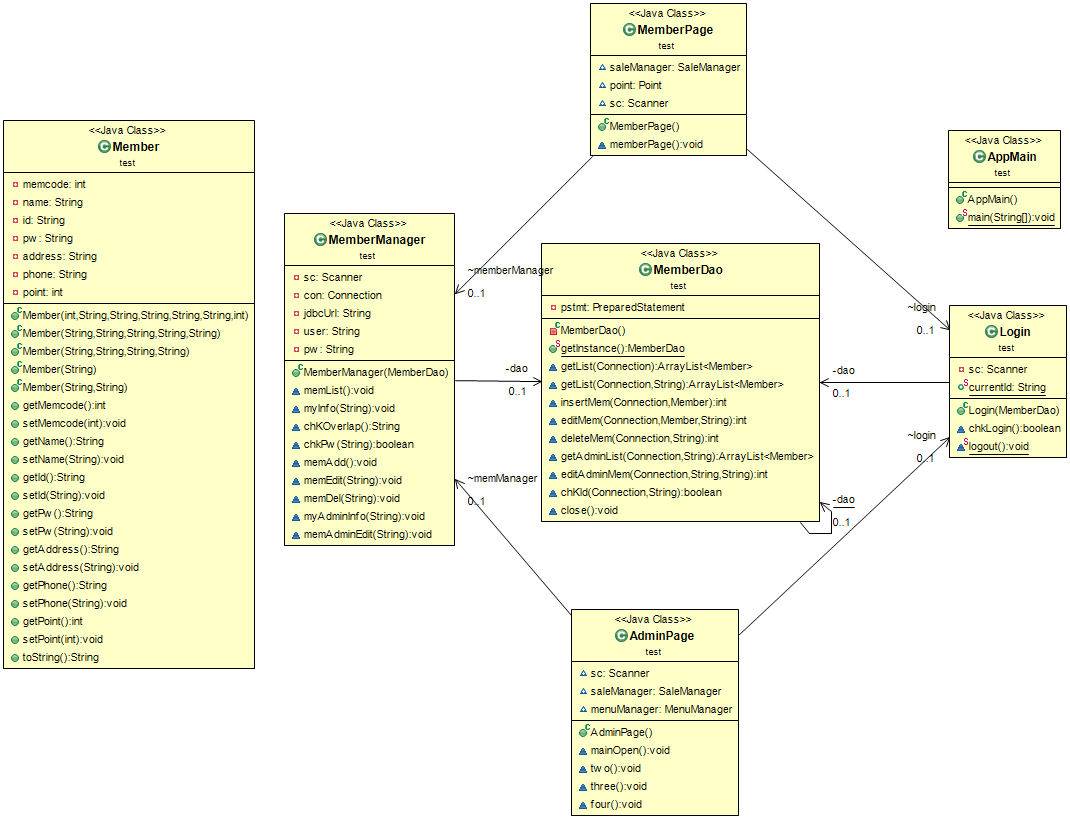 <<Java Class>>
MemberPage
test
saleManager: SaleManager
point: Point
sc: Scanner
MemberPage()
memberPage():void
<<Java Class>>
Member
test
memcode: int
name: String
id: String
pw: String
address: String
phone: String
point: int
Member(int,String,String,String,String,String,int)
Member(String,String,String,String,String)
Member(String,String,String,String)
Member(String)
Member(String,String)
getMemcode():int
setMemcode(int):void
getName():String
setName(String):void
getId():String
setId(String):void
getPw():String
setPw(String):void
getAddress():String
setAddress(String):void
getPhone():String
setPhone(String):void
getPoint():int
setPoint(int):void
toString():String
<<Java Class>>
MemberManager
test
sc: Scanner
con: Connection
jdbcUrl: String
user: String
pw: String
MemberManager(MemberDao)
memList():void
myInfo(String):void
chKOverlap():String
chkPw(String):boolean
memAdd():void
memEdit(String):void
memDel(String):void
myAdminInfo(String):void
memAdminEdit(String):void
~memberManager
0..1
-dao
0..1
~memManager
0..1
<<Java Class>>
MemberDao
test
pstmt: PreparedStatement
MemberDao()
getInstance():MemberDao
getList(Connection):ArrayList<Member>
getList(Connection,String):ArrayList<Member>
insertMem(Connection,Member):int
editMem(Connection,Member,String):int
deleteMem(Connection,String):int
getAdminList(Connection,String):ArrayList<Member>
editAdminMem(Connection,String,String):int
chKId(Connection,String):boolean
close():void
-dao
0..1
-dao
0..1
<<Java Class>>
AppMain
test
AppMain()
main(String[]):void
~login
0..1
<<Java Class>>
Login
test
sc: Scanner
currentId: String
Login(MemberDao)
chkLogin():boolean
logout():void
~login
0..1
<<Java Class>>
AdminPage
test
sc: Scanner
saleManager: SaleManager
menuManager: MenuManager
AdminPage()
mainOpen():void
two():void
three():void
four():void